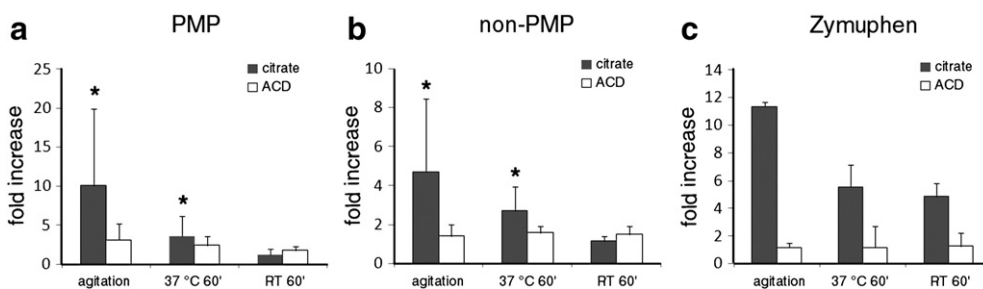 a PMP
fold increase
25
20
15
10
5
0
citrate
ACD
*
*
agitation 37 °C 60' RT 60'
b non-PMP
fold increase
10
8
6
4
2
0
citrate
ACD
*
*
agitation 37 °C 60' RT 60'
c Zymuphen
fold increase
14
12
10
8
6
4
2
0
citrate
ACD
agitation 37 °C 60' RT 60'